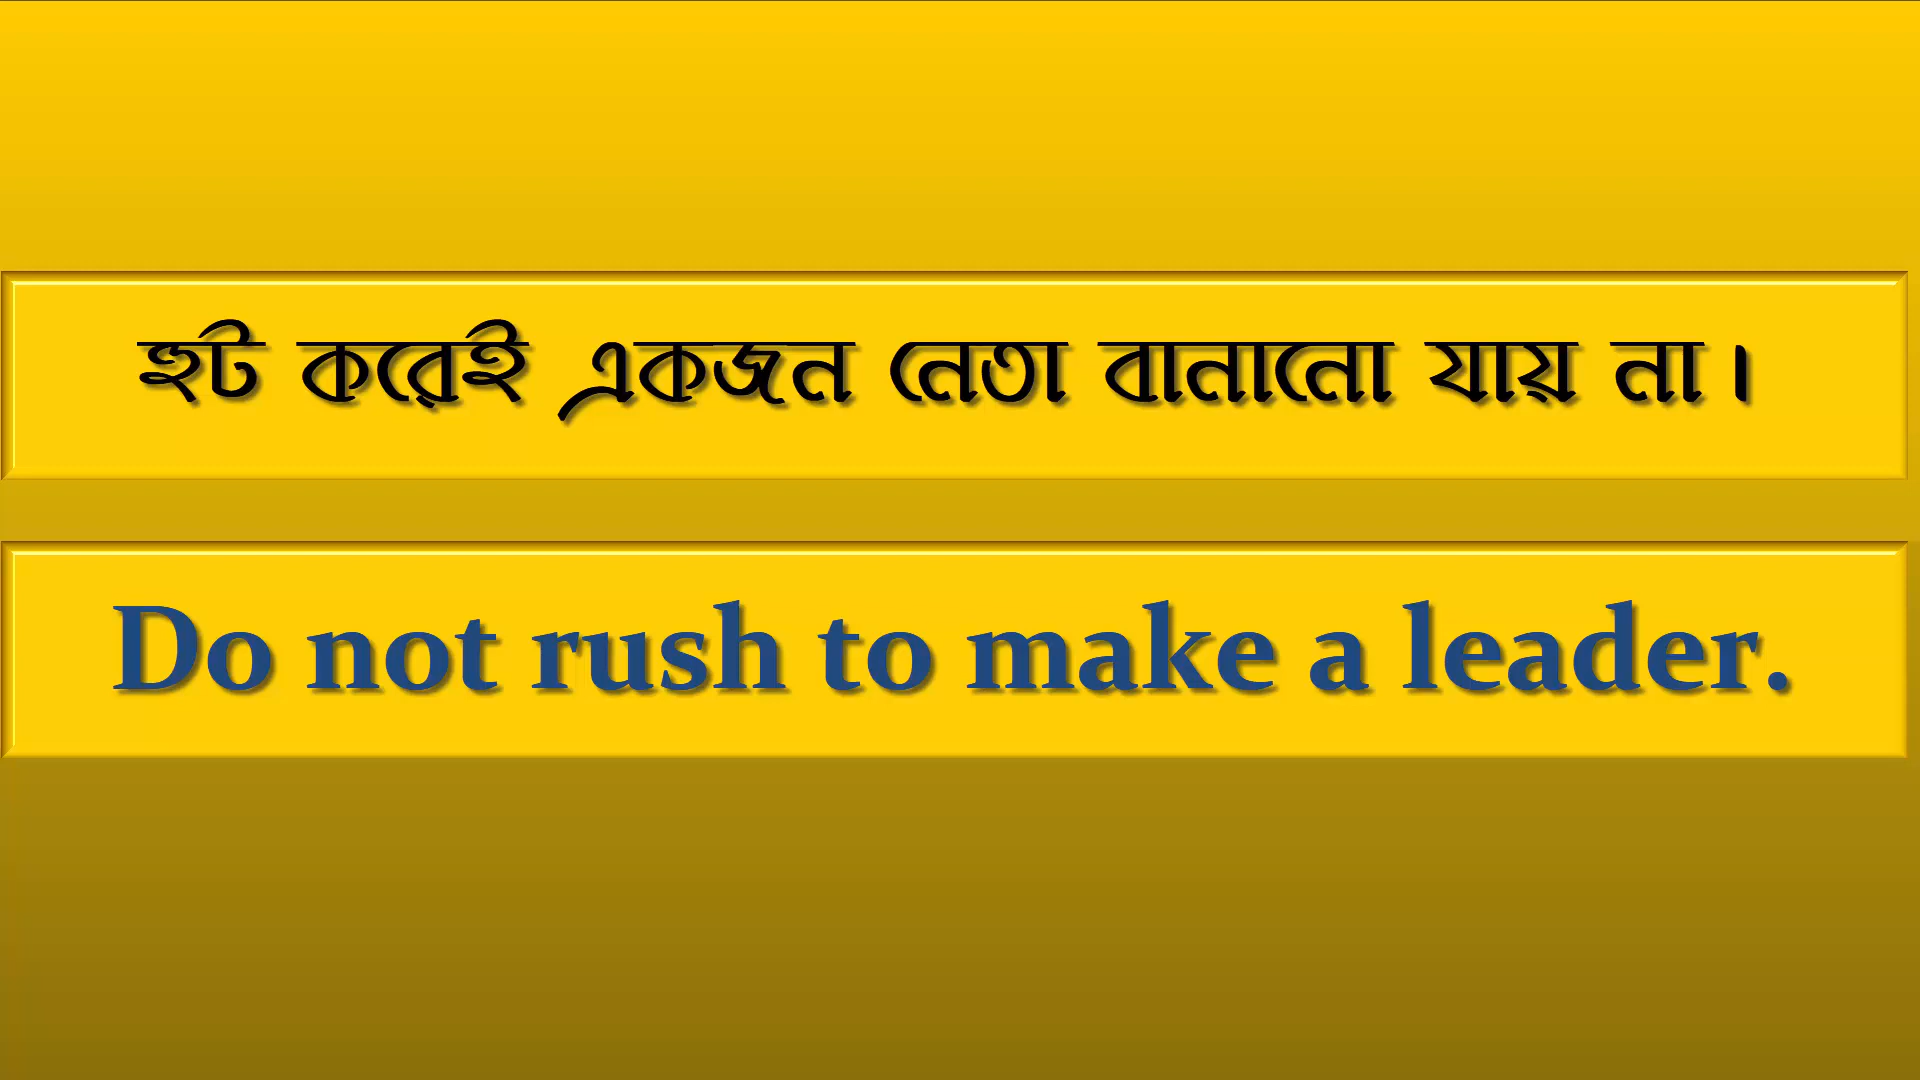 হুট করেই একজন নেতা বানানো যায় না।
Do not rush to make a leader.